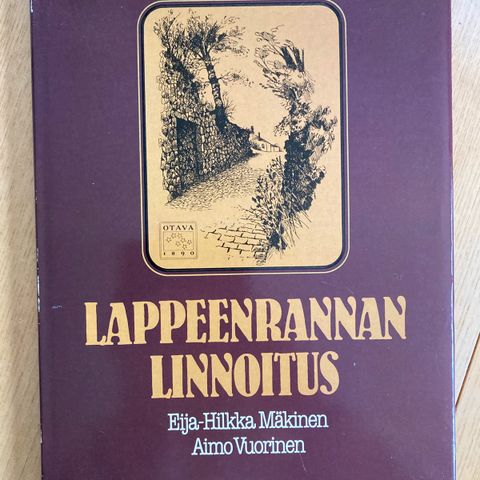 OTAVA
1890
LAPPEENRANNAN
LINNOITUS
Eija-Hilkka Mäkinen
Aimo Vuorinen